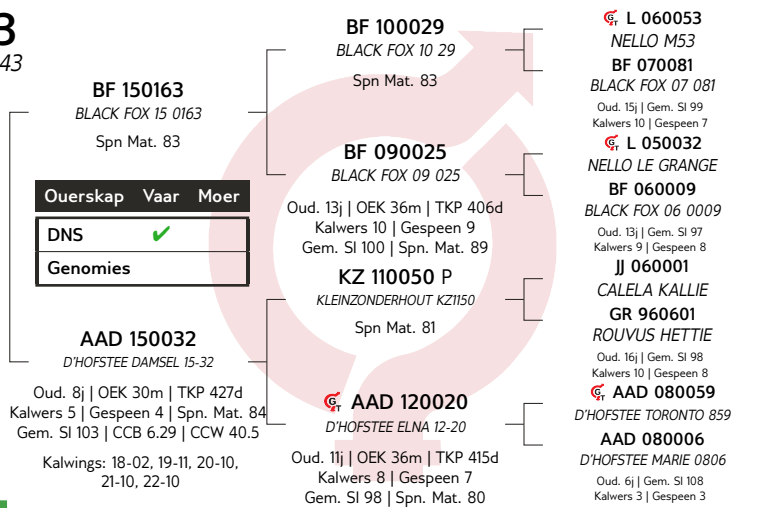 3
43
BF 150163
BLACK FOX 15 0163
Spn Mat. 83
Ouerskap Vaar Moer
DNS ✔
Genomies
AAD 150032
D'HOFSTEE DAMSEL 15-32
Oud. 8j | OEK 30m | TKP 427d
Kalwers 5 | Gespeen 4 | Spn. Mat. 84
Gem. SI 103 | CCB 6.29 | CCW 40.5
Kalwings: 18-02, 19-11, 20-10,
21-10, 22-10
BF 100029
BLACK FOX 10 29
Spn Mat. 83
BF 090025
BLACK FOX 09 025
Oud. 13j | OEK 36m | TKP 406d
Kalwers 10 | Gespeen 9
Gem. SI 100 | Spn. Mat. 89
KZ 110050 P
KLEINZONDERHOUT KZ1150
Spn Mat. 81
GT AAD 120020
D'HOFSTEE ELNA 12-20
Oud. 11j | OEK 36m | TKP 415d
Kalwers 8 | Gespeen 7
Gem. SI 98 | Spn. Mat. 80
GT L 060053
NELLO M53
BF 070081
BLACK FOX 07 081
Oud. 15j | Gem. SI 99
Kalwers 10 | Gespeen 7
GT L 050032
NELLO LE GRANGE
BF 060009
BLACK FOX 06 0009
Oud. 13j | Gem. SI 97
Kalwers 9 | Gespeen 8
JJ 060001
CALELA KALLIE
GR 960601
ROUVUS HETTIE
Oud. 16j | Gem. SI 98
Kalwers 10 | Gespeen 8
GT AAD 080059
D'HOFSTEE TORONTO 859
AAD 080006
D'HOFSTEE MARIE 0806
Oud. 6j | Gem. SI 108
Kalwers 3 | Gespeen 3